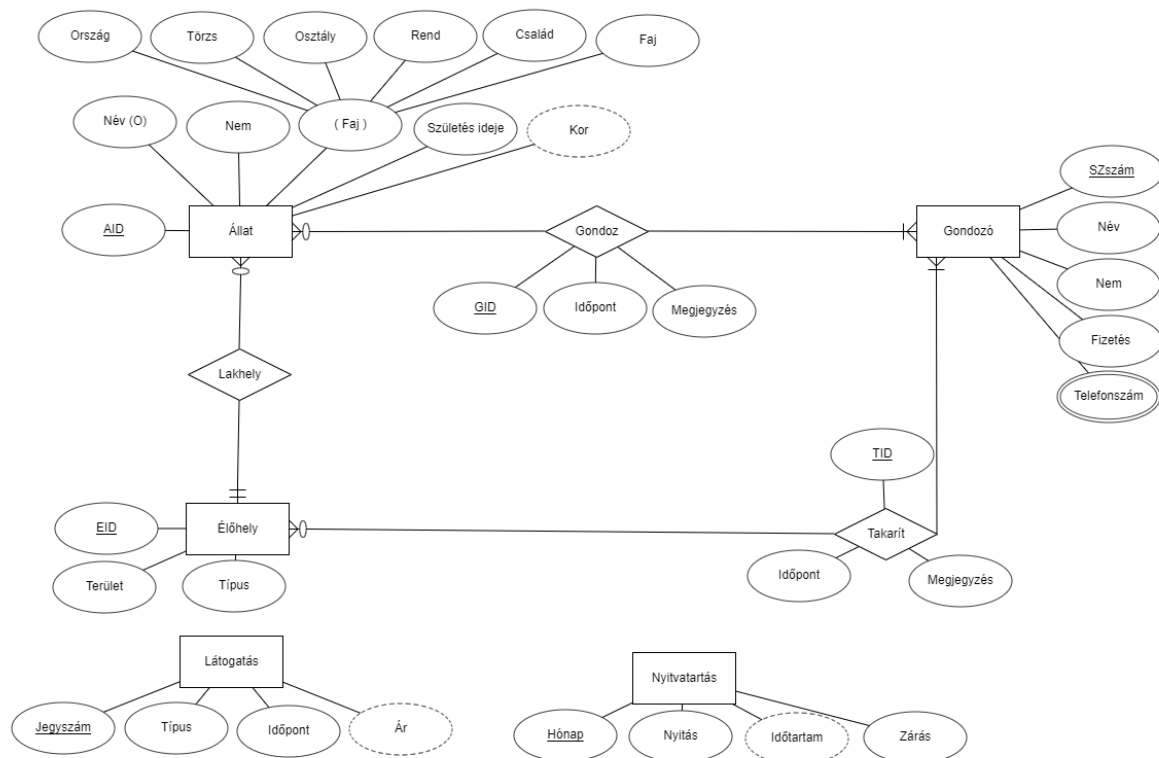 Ország
Törzs
Osztály
Rend
Család
Faj
Név (O)
Nem
( Faj )
Születés ideje
Kor
AID
Állat
Gondoz
Gondozó
SZszám
Név
Nem
Fizetés
Telefonszám
GID
Időpont
Megjegyzés
Lakhely
TID
EID
Élőhely
Takarít
Terület
Típus
Időpont
Megjegyzés
Látogatás
Nyitvatartás
Jegyszám
Típus
Időpont
Ár
Hónap
Nyitás
Időtartam
Zárás